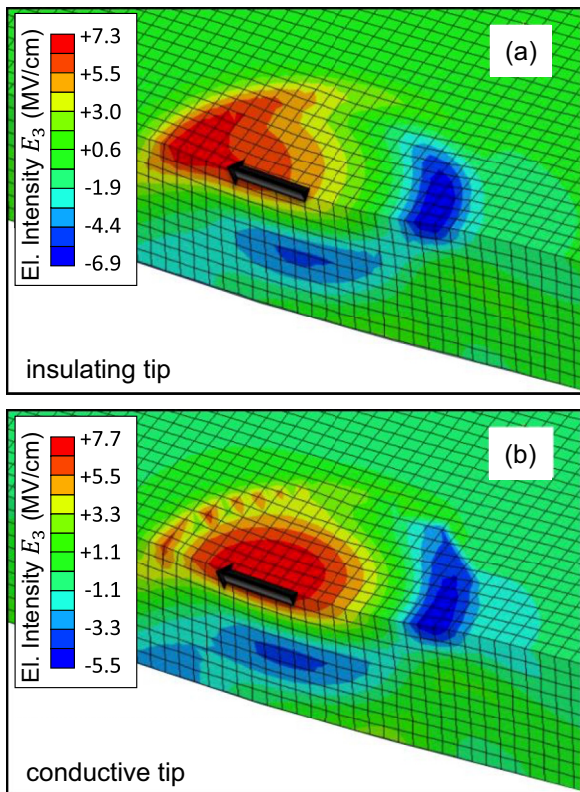 El. Intensity E₃ (MV/cm)
+7.3
+5.5
+3.0
+0.6
-1.9
-4.4
-6.9
(a)
insulating tip
El. Intensity E₃ (MV/cm)
+7.7
+5.5
+3.3
+1.1
-1.1
-3.3
-5.5
(b)
conductive tip